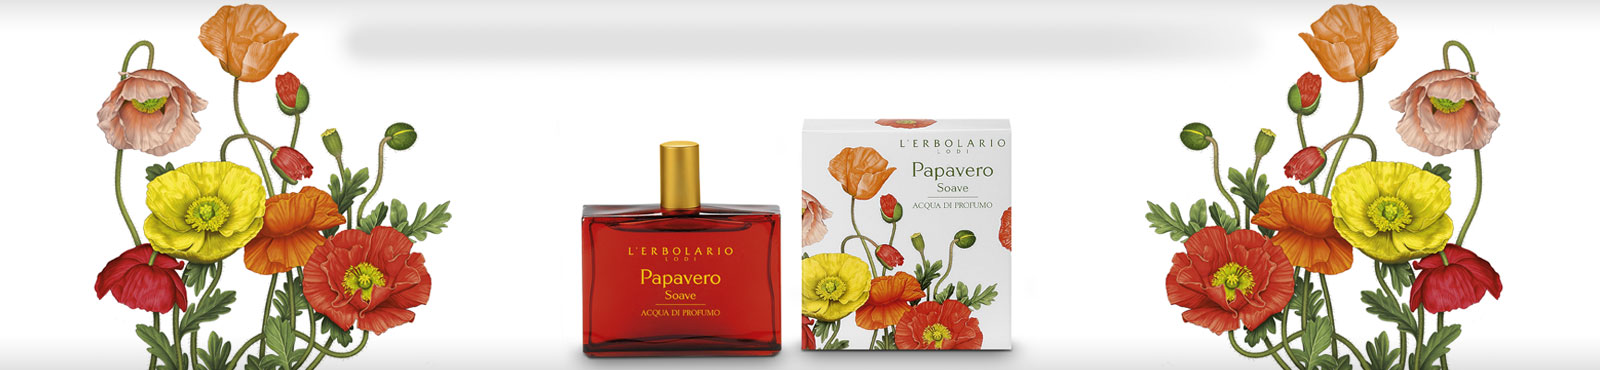 L'ERBOLARIO
LODI
Papavero
Soave
ACQUA DI PROFUMO
L'ERBOLARIO
LODI
Papavero
Soave
ACQUA DI PROFUMO